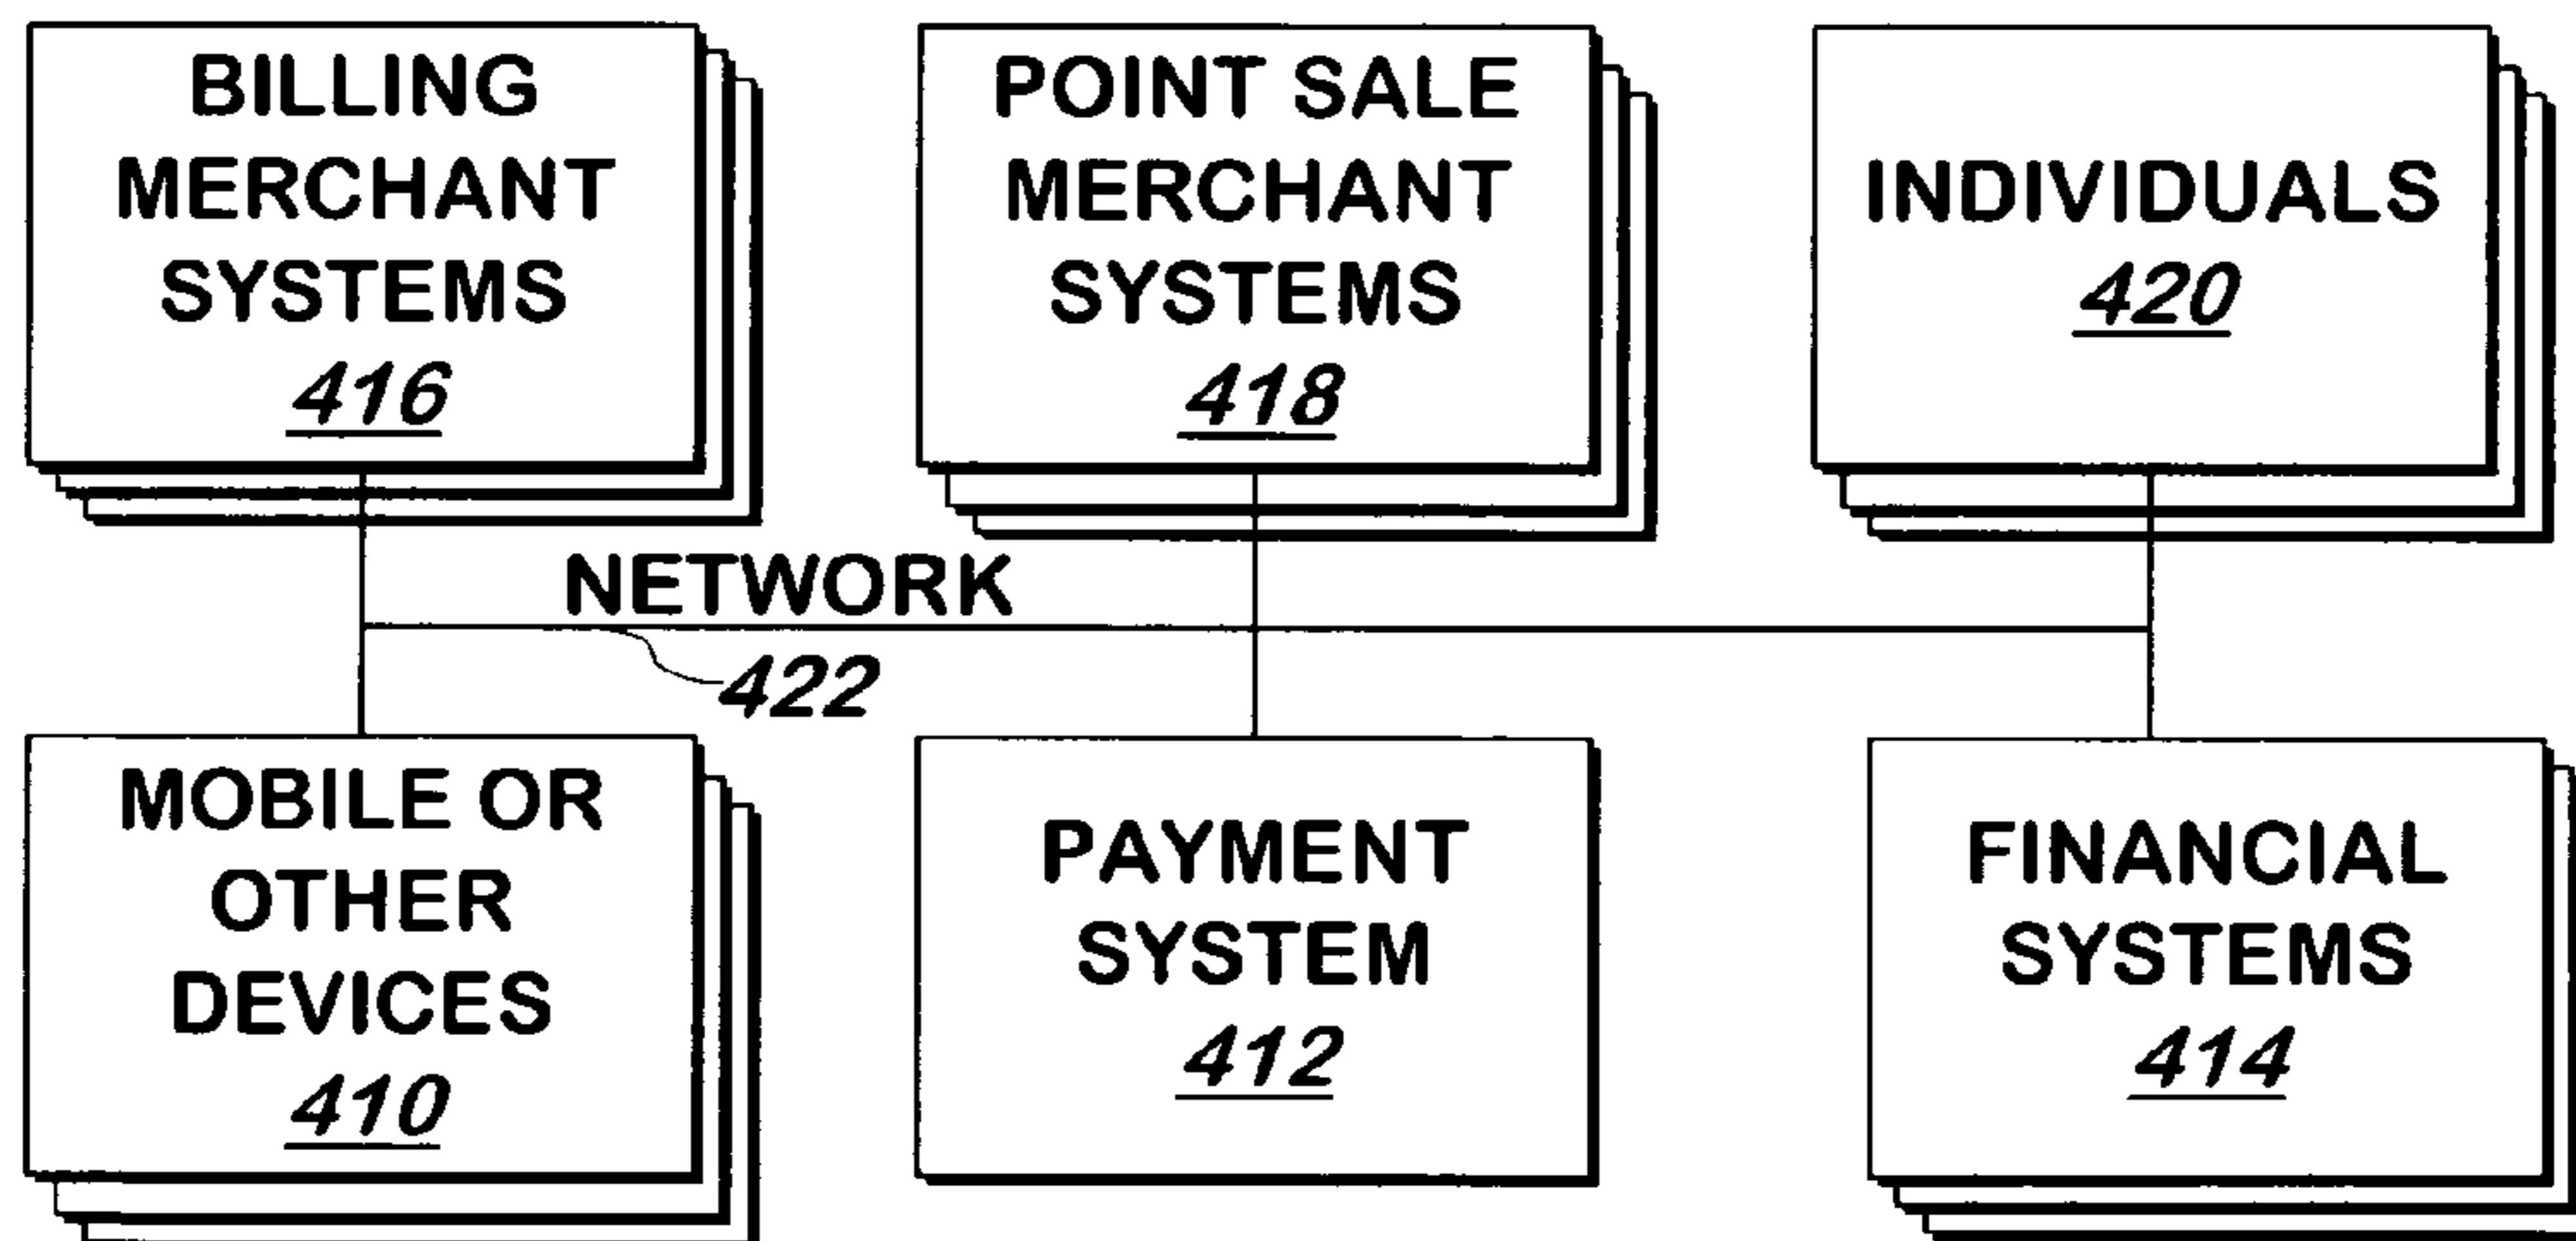 BILLING
MERCHANT
SYSTEMS
416
POINT SALE
MERCHANT
SYSTEMS
418
INDIVIDUALS
420
NETWORK
422
MOBILE OR
OTHER
DEVICES
410
PAYMENT
SYSTEM
412
FINANCIAL
SYSTEMS
414